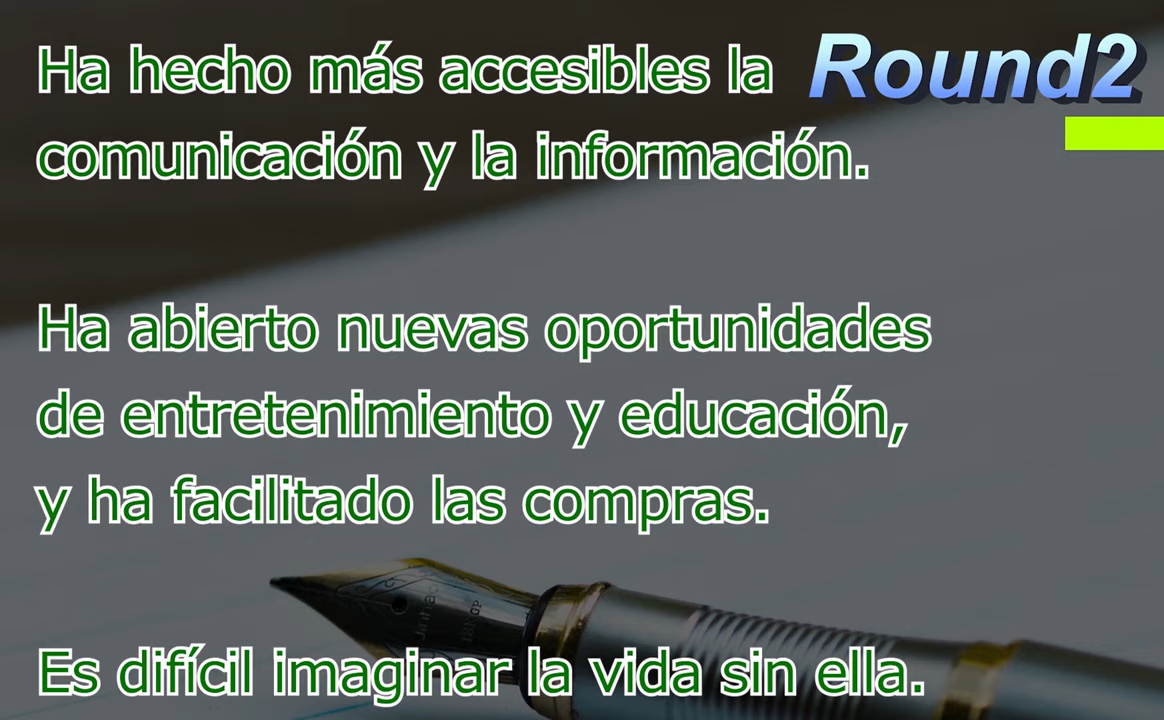 Ha hecho más accesibles la Round2
comunicación y la información.
Ha abierto nuevas oportunidades
de entretenimiento y educación,
y ha facilitado las compras.
Es difícil imaginar la vida sin ella.